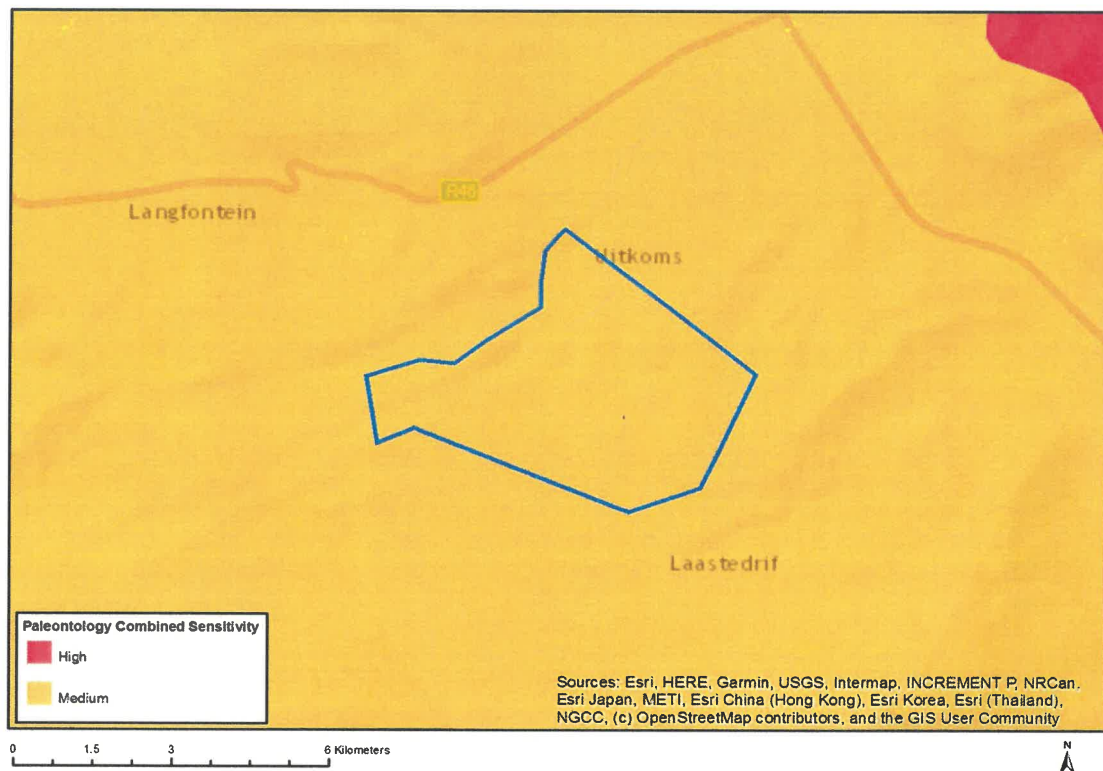 R46
Langfontein
Uitkoms
Laastedrif
Paleontology Combined Sensitivity
High
Medium
Sources: Esri, HERE, Garmin, USGS, Intermap, INCREMENT P, NRCan,
Esri Japan, METI, Esri China (Hong Kong), Esri Korea, Esri (Thailand),
NGCC, (c) OpenStreetMap contributors, and the GIS User Community
0 1.5 3 6 Kilometers
N